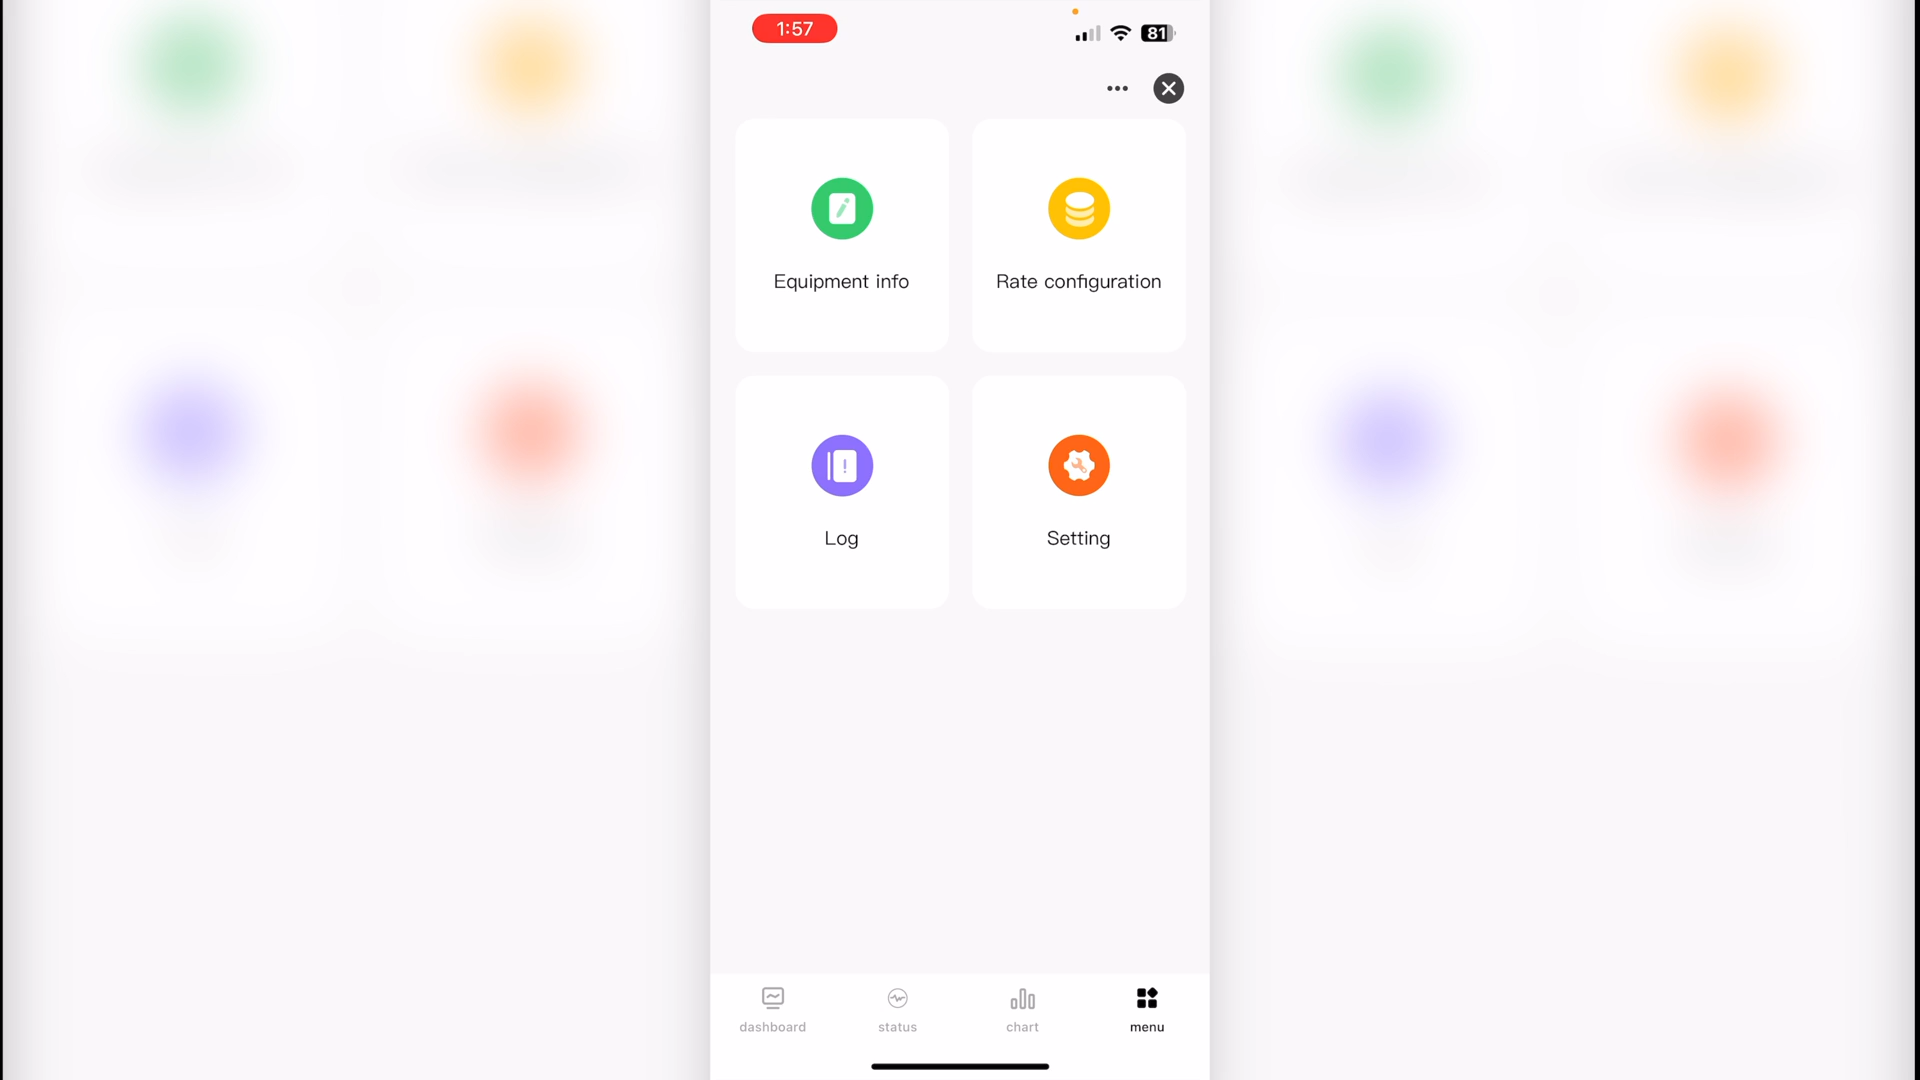 1:57
81
Equipment info
Rate configuration
Log
Setting
dashboard
status
chart
menu